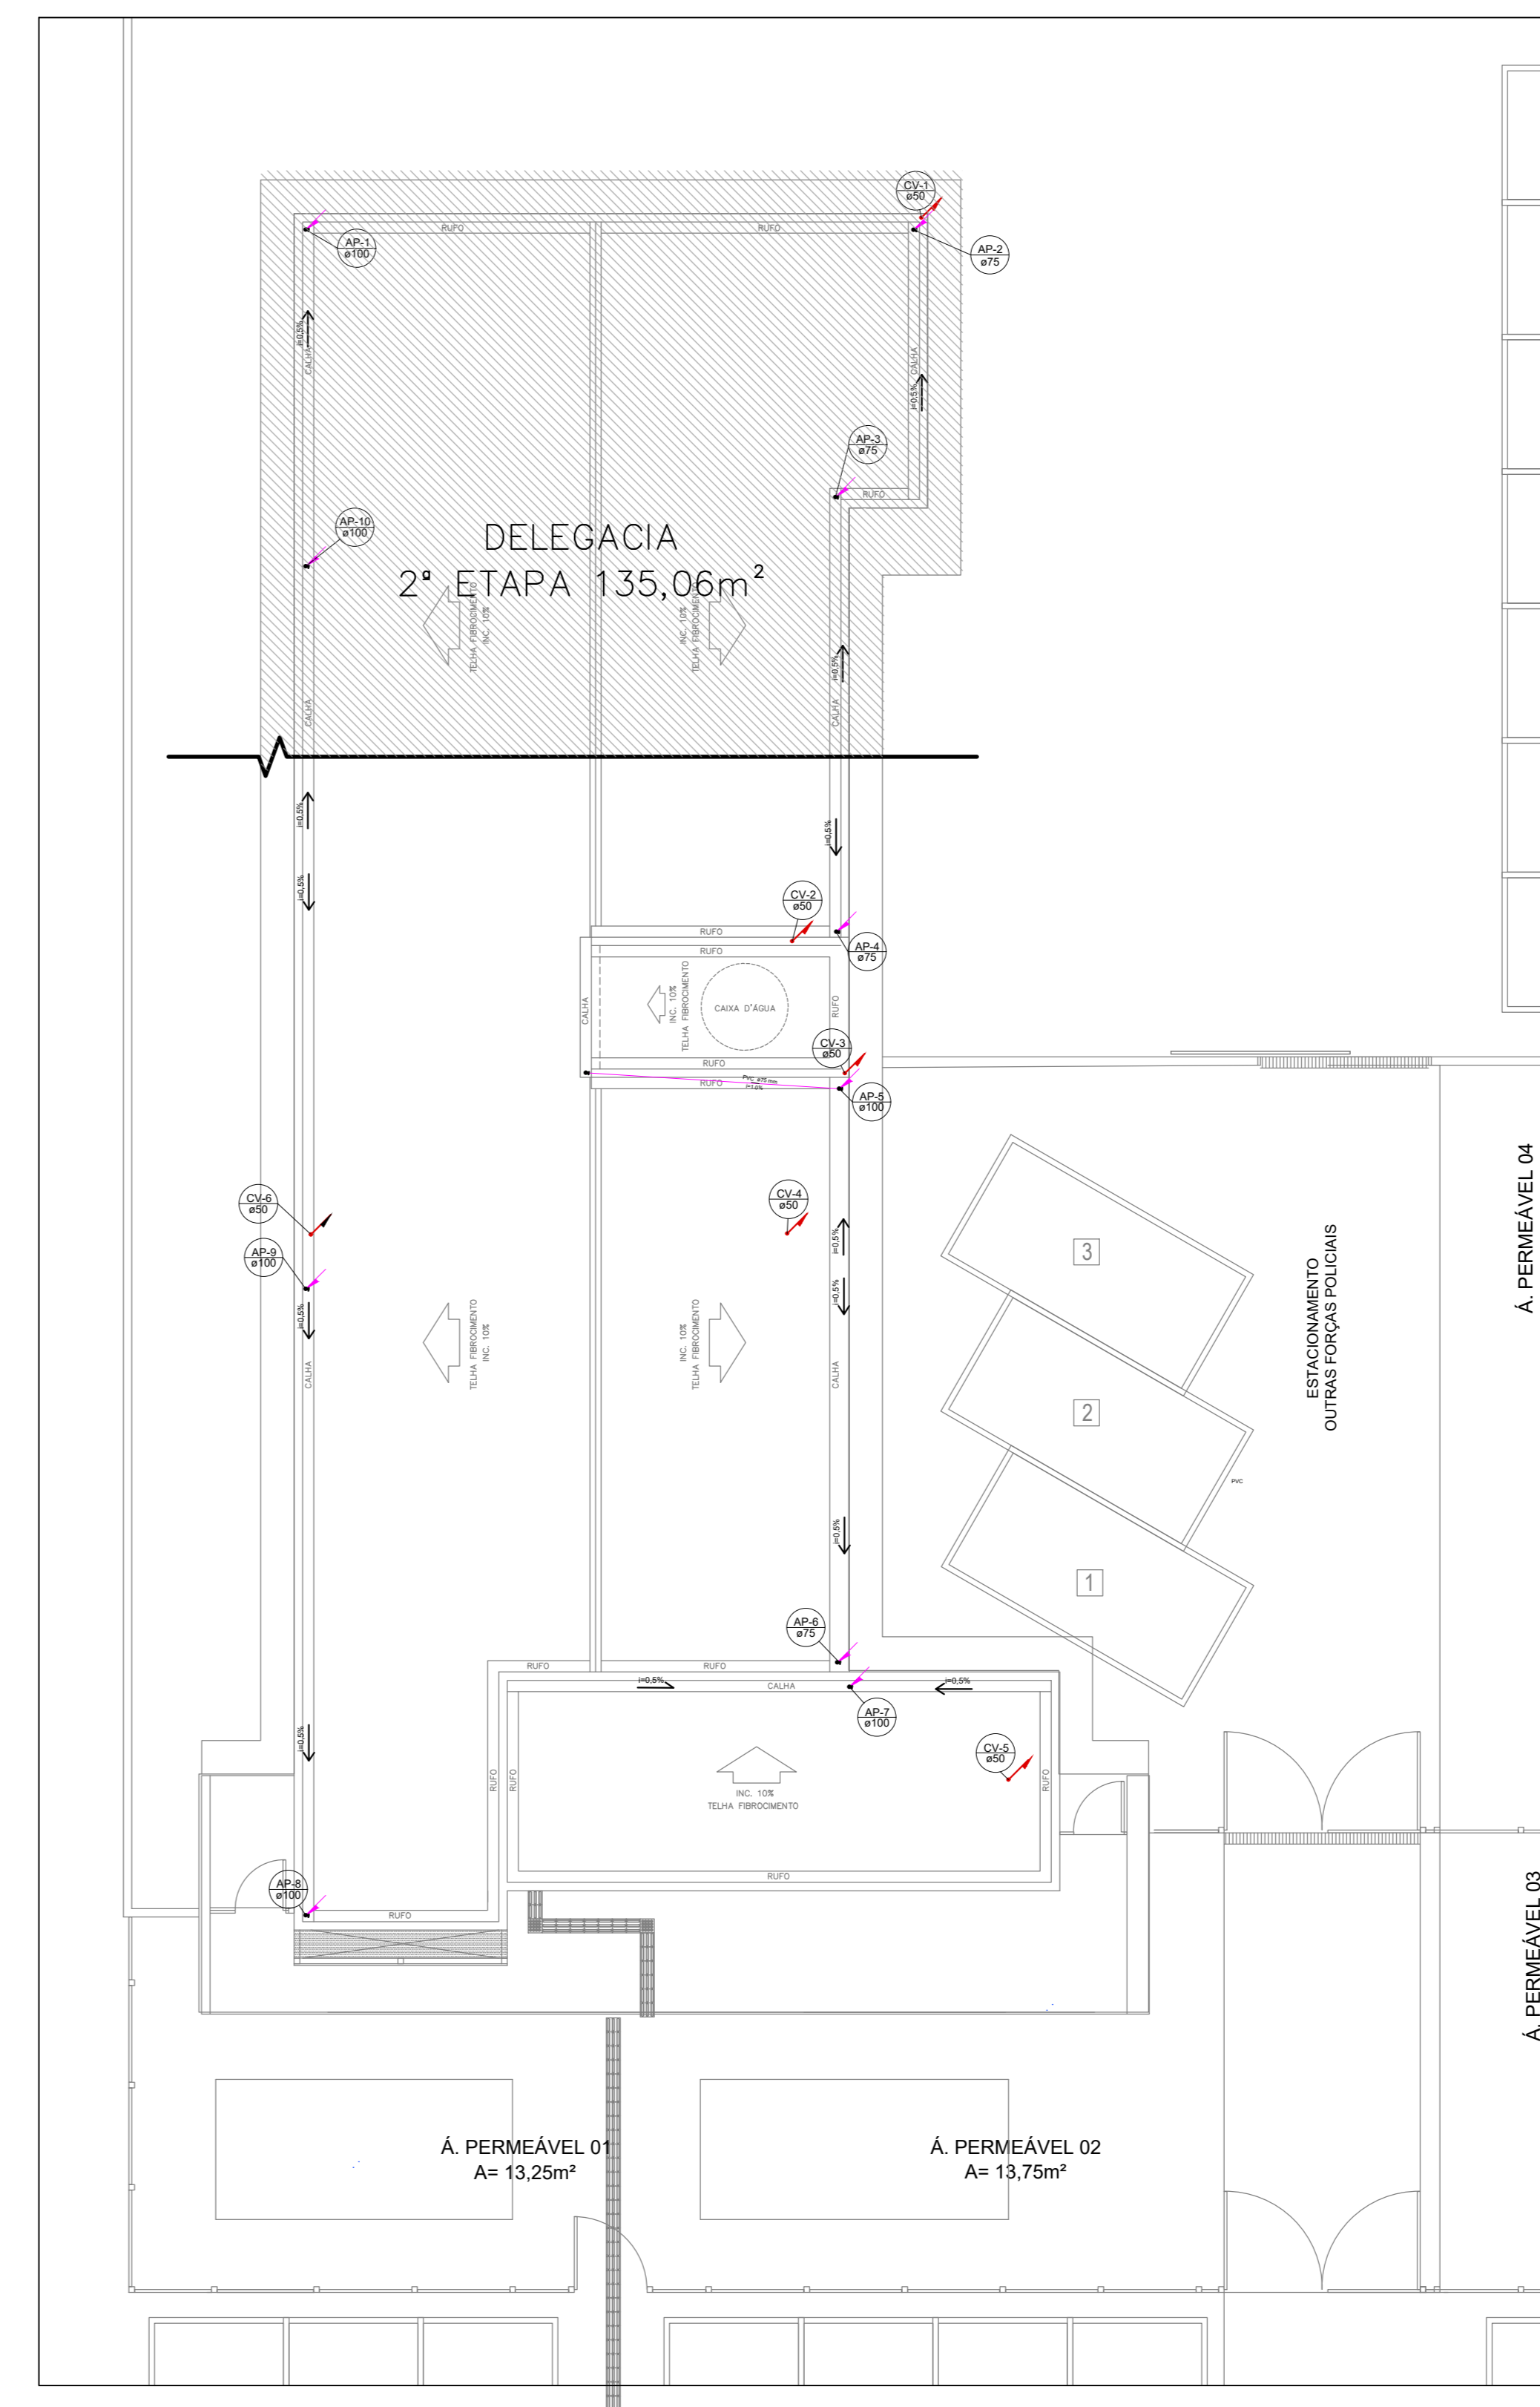 CV-1
ø50
RUFO
RUFO
AP-1
ø100
AP-2
ø75
i=0,5%
CALHA
CALHA
i=0,5%
AP-3
ø75
RUFO
AP-10
ø100
DELEGACIA
2ª ETAPA 135,06m²
TELHA FIBROCIMENTO
INC. 10%
INC. 10%
TELHA FIBROCIMENTO
i=0,5%
CALHA
CALHA
i=0,5%
i=0,5%
i=0,5%
CV-2
ø50
RUFO
AP-4
ø75
RUFO
CALHA
INC. 10%
TELHA FIBROCIMENTO
CAIXA D'ÁGUA
RUFO
CV-3
ø50
RUFO
PVC ø75 mm
i=1,0%
RUFO
AP-5
ø100
Á. PERMEÁVEL 04
CV-6
ø50
CV-4
ø50
AP-9
ø100
i=0,5%
i=0,5%
i=0,5%
3
ESTACIONAMENTO
OUTRAS FORÇAS POLICIAIS
CALHA
TELHA FIBROCIMENTO
INC. 10%
INC. 10%
TELHA FIBROCIMENTO
CALHA
2
PVC
i=0,5%
1
AP-6
ø75
RUFO
RUFO
i=0,5%
CALHA
i=0,5%
AP-7
ø100
i=0,5%
CV-5
ø50
RUFO
RUFO
INC. 10%
TELHA FIBROCIMENTO
RUFO
RUFO
AP-8
ø100
RUFO
Á. PERMEÁVEL 03
Á. PERMEÁVEL 01
A= 13,25m²
Á. PERMEÁVEL 02
A= 13,75m²